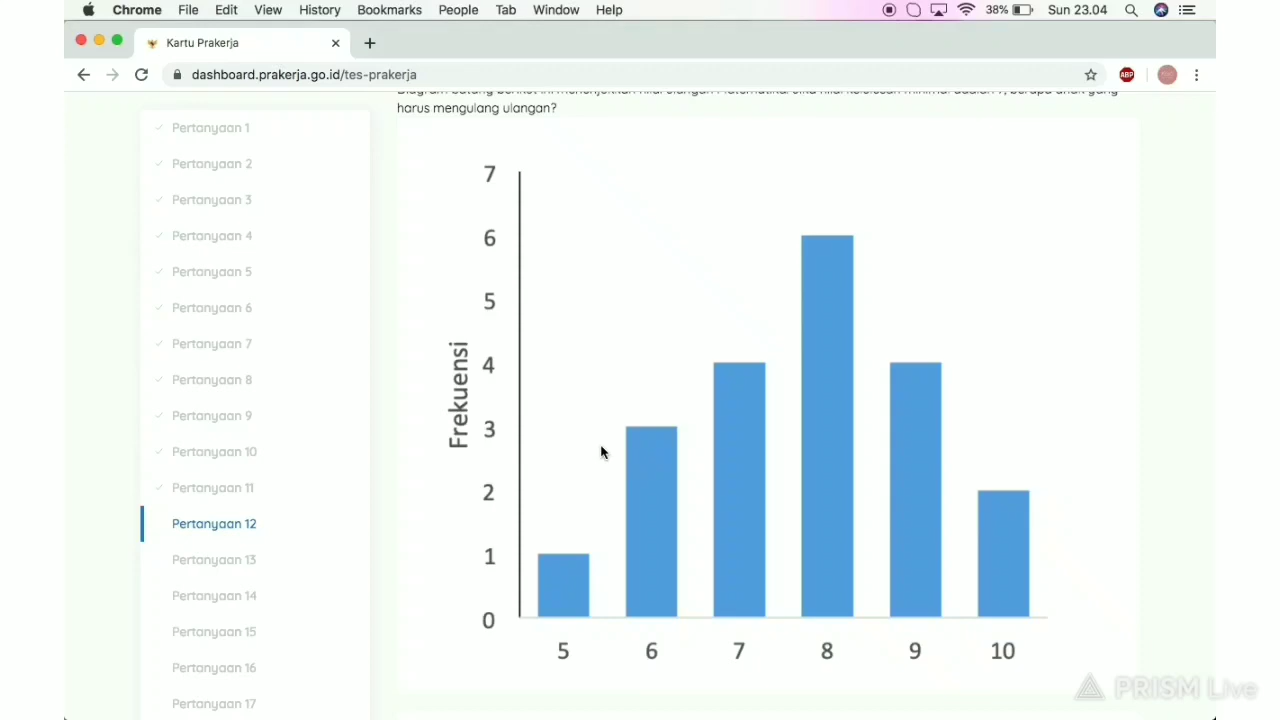 Chrome File Edit View History Bookmarks People Tab Window Help 38% Sun 23.04
Kartu Prakerja
dashboard.prakerja.go.id/tes-prakerja
ABP
harus mengulang ulangan?
Pertanyaan 1
Pertanyaan 2
Pertanyaan 3
Pertanyaan 4
Pertanyaan 5
Pertanyaan 6
Pertanyaan 7
Pertanyaan 8
Pertanyaan 9
Pertanyaan 10
Pertanyaan 11
Pertanyaan 12
Pertanyaan 13
Pertanyaan 14
Pertanyaan 15
Pertanyaan 16
Pertanyaan 17
Frekuensi
7
6
5
4
3
2
1
0
5 6 7 8 9 10
PRISM Live